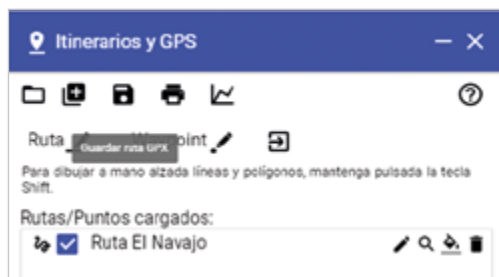 Itinerarios y GPS
Ruta
Guardar ruta GPX
oint
Para dibujar a mano alzada líneas y polígonos, mantenga pulsada la tecla
Shift.
Rutas/Puntos cargados:
Ruta El Navajo